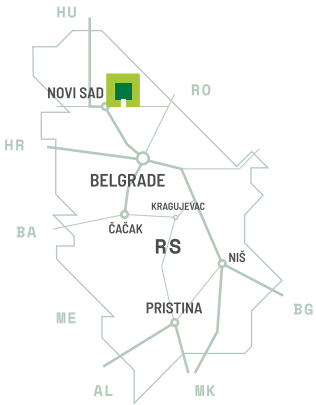 HU
NOVI SAD
RO
HR
BELGRADE
KRAGUJEVAC
ČAČAK
BA
RS
NIŠ
PRISTINA
BG
ME
AL
MK